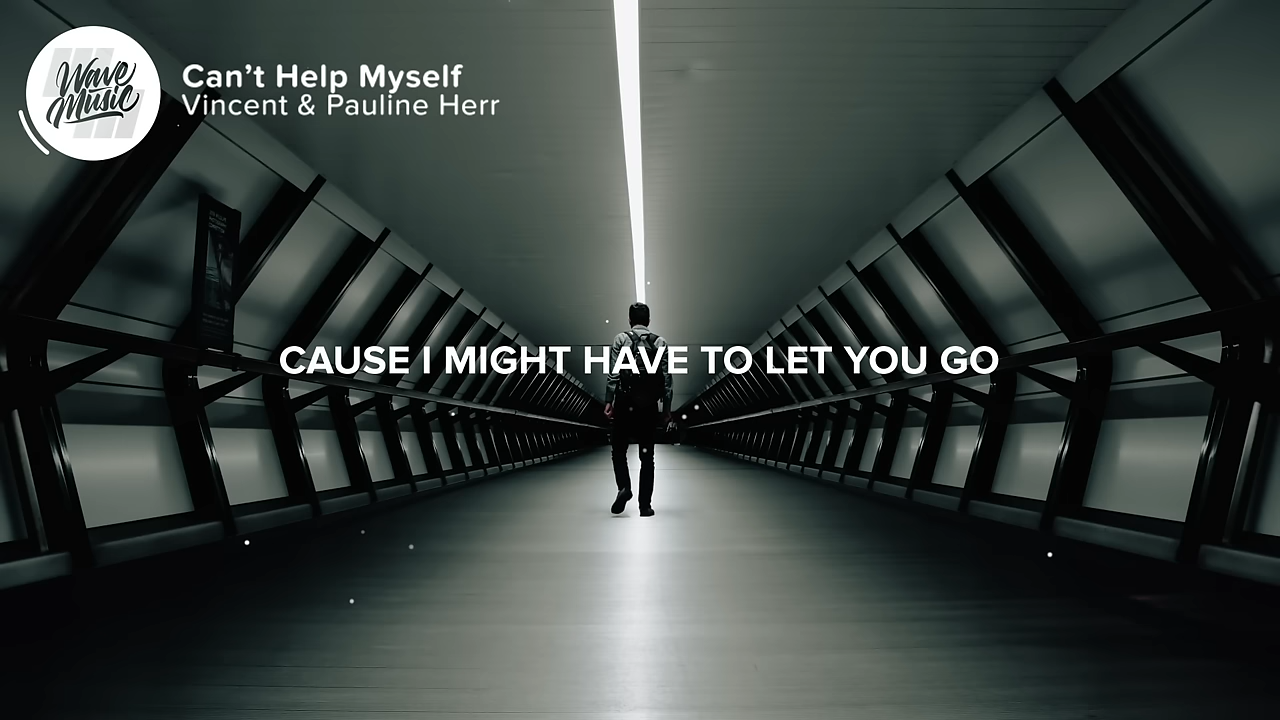 Wave
Music
Can't Help Myself
Vincent & Pauline Herr
CAUSE I MIGHT HAVE TO LET YOU GO